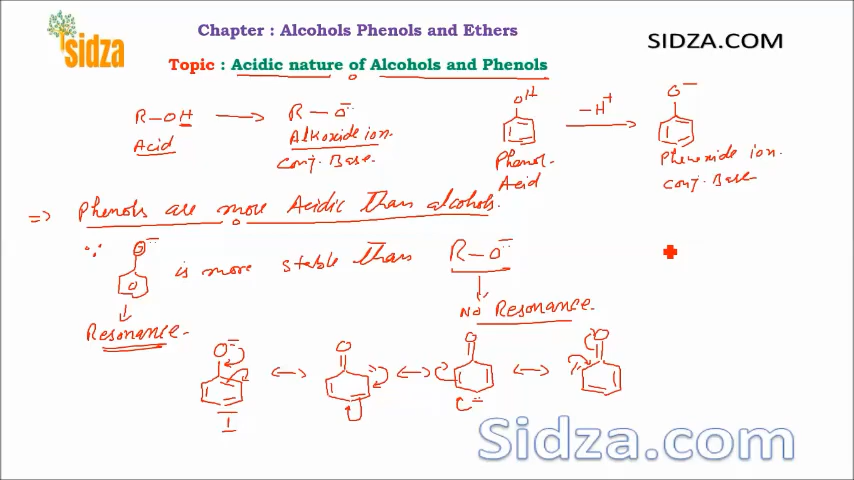 sidza
Chapter : Alcohols Phenols and Ethers
SIDZA.COM
Topic : Acidic nature of Alcohols and Phenols
R-OH → R-O⁻
Acid
Alkoxide ion.
Conj. Base.
OH
-H⁺
O⁻
Phenol.
Acid
Phenoxide ion.
Conj. Base
=> Phenols are more Acidic than alcohols.
∵ O⁻ is more stable than R-O⁻
Resonance.
No Resonance.
O⁻ ↔ O ↔ O ↔ O
I
Sidza.com